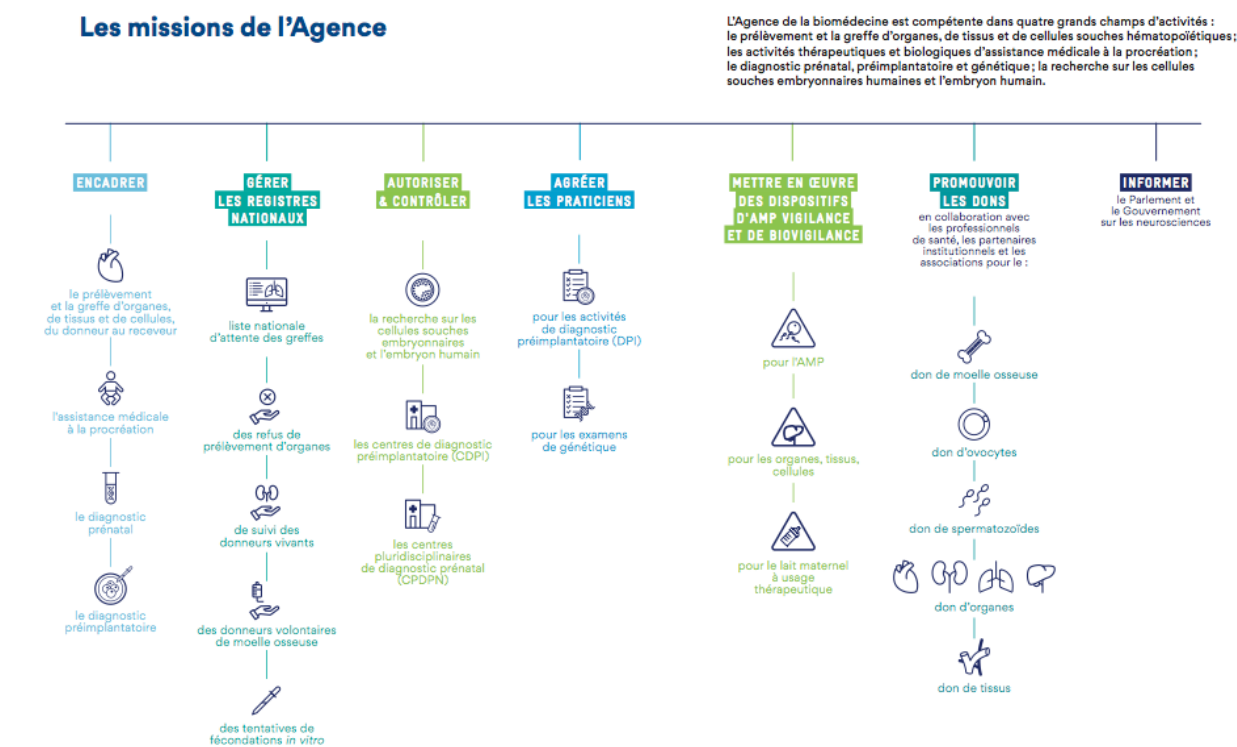 Les missions de l'Agence
L'Agence de la biomédecine est compétente dans quatre grands champs d'activités :
le prélèvement et la greffe d'organes, de tissus et de cellules souches hématopoïétiques ;
les activités thérapeutiques et biologiques d'assistance médicale à la procréation ;
le diagnostic prénatal, préimplantatoire et génétique ; la recherche sur les cellules
souches embryonnaires humaines et l'embryon humain.
ENCADRER
le prélèvement
et la greffe d'organes,
de tissus et de cellules,
du donneur au receveur
l'assistance médicale
à la procréation
le diagnostic
prénatal
le diagnostic
préimplantatoire
GÉRER
LES REGISTRES
NATIONAUX
liste nationale
d'attente des greffes
des refus de
prélèvement d'organes
de suivi des
donneurs vivants
des donneurs volontaires
de moelle osseuse
des tentatives de
fécondations in vitro
AUTORISER
& CONTRÔLER
la recherche sur les
cellules souches
embryonnaires
et l'embryon humain
les centres de diagnostic
préimplantatoire (CDPI)
les centres
pluridisciplinaires
de diagnostic prénatal
(CPDPN)
AGRÉER
LES PRATICIENS
pour les activités
de diagnostic
préimplantatoire (DPI)
pour les examens
de génétique
METTRE EN ŒUVRE
DES DISPOSITIFS
D'AMP VIGILANCE
ET DE BIOVIGILANCE
pour l'AMP
pour les organes, tissus,
cellules
pour le lait maternel
à usage
thérapeutique
PROMOUVOIR
LES DONS
en collaboration avec
les professionnels
de santé, les partenaires
institutionnels et les
associations pour le :
don de moelle osseuse
don d'ovocytes
don de spermatozoïdes
don d'organes
don de tissus
INFORMER
le Parlement et
le Gouvernement
sur les neurosciences